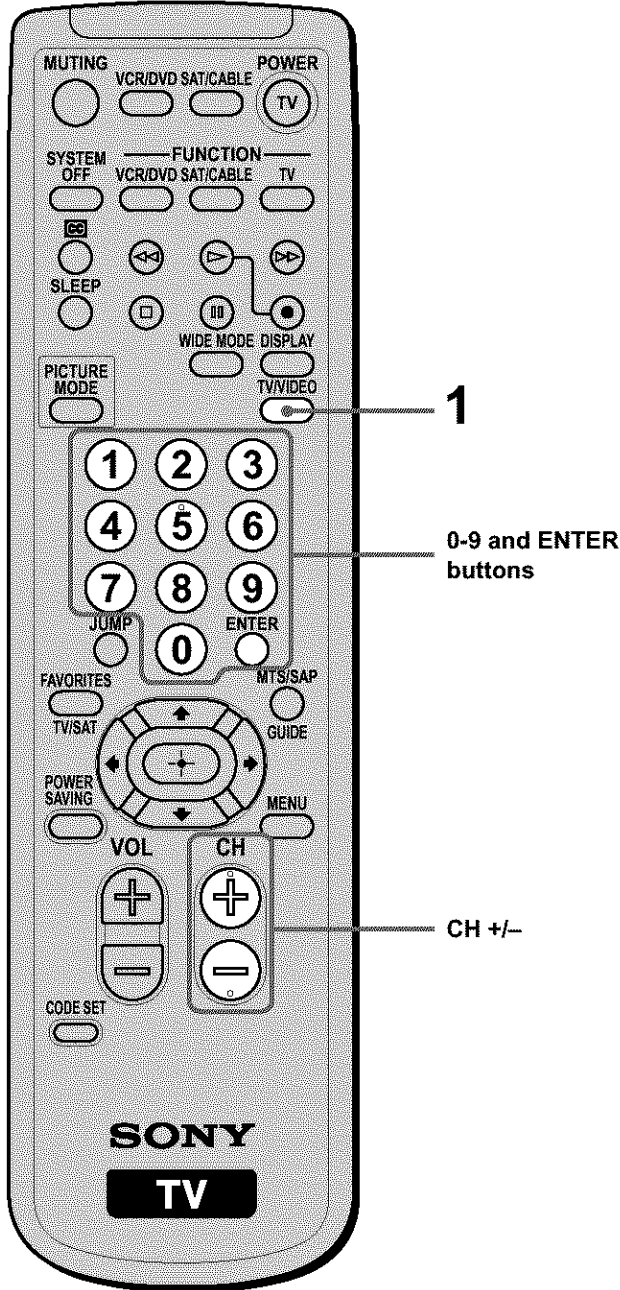 MUTING
POWER
VCR/DVD SAT/CABLE
TV
SYSTEM OFF
FUNCTION
VCR/DVD SAT/CABLE TV
CC
SLEEP
WIDE MODE DISPLAY
PICTURE MODE
TV/VIDEO
1
1 2 3
4 5 6
0-9 and ENTER
buttons
7 8 9
JUMP
0
ENTER
FAVORITES
MTS/SAP
TV/SAT
GUIDE
POWER SAVING
MENU
VOL
CH
CH +/–
CODE SET
SONY
TV